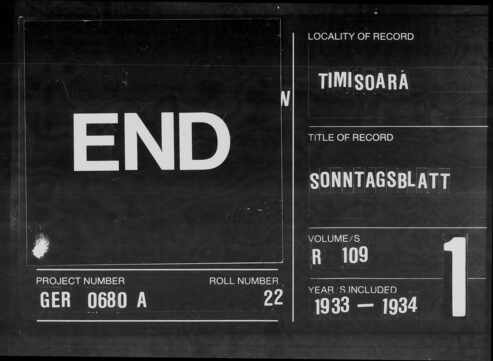 END
N
PROJECT NUMBER
ROLL NUMBER
GER 0680 A
22
LOCALITY OF RECORD
TIMISOARA
TITLE OF RECORD
SONNTAGSBLATT
VOLUME/S
R 109
YEAR/S INCLUDED
1933 — 1934
1